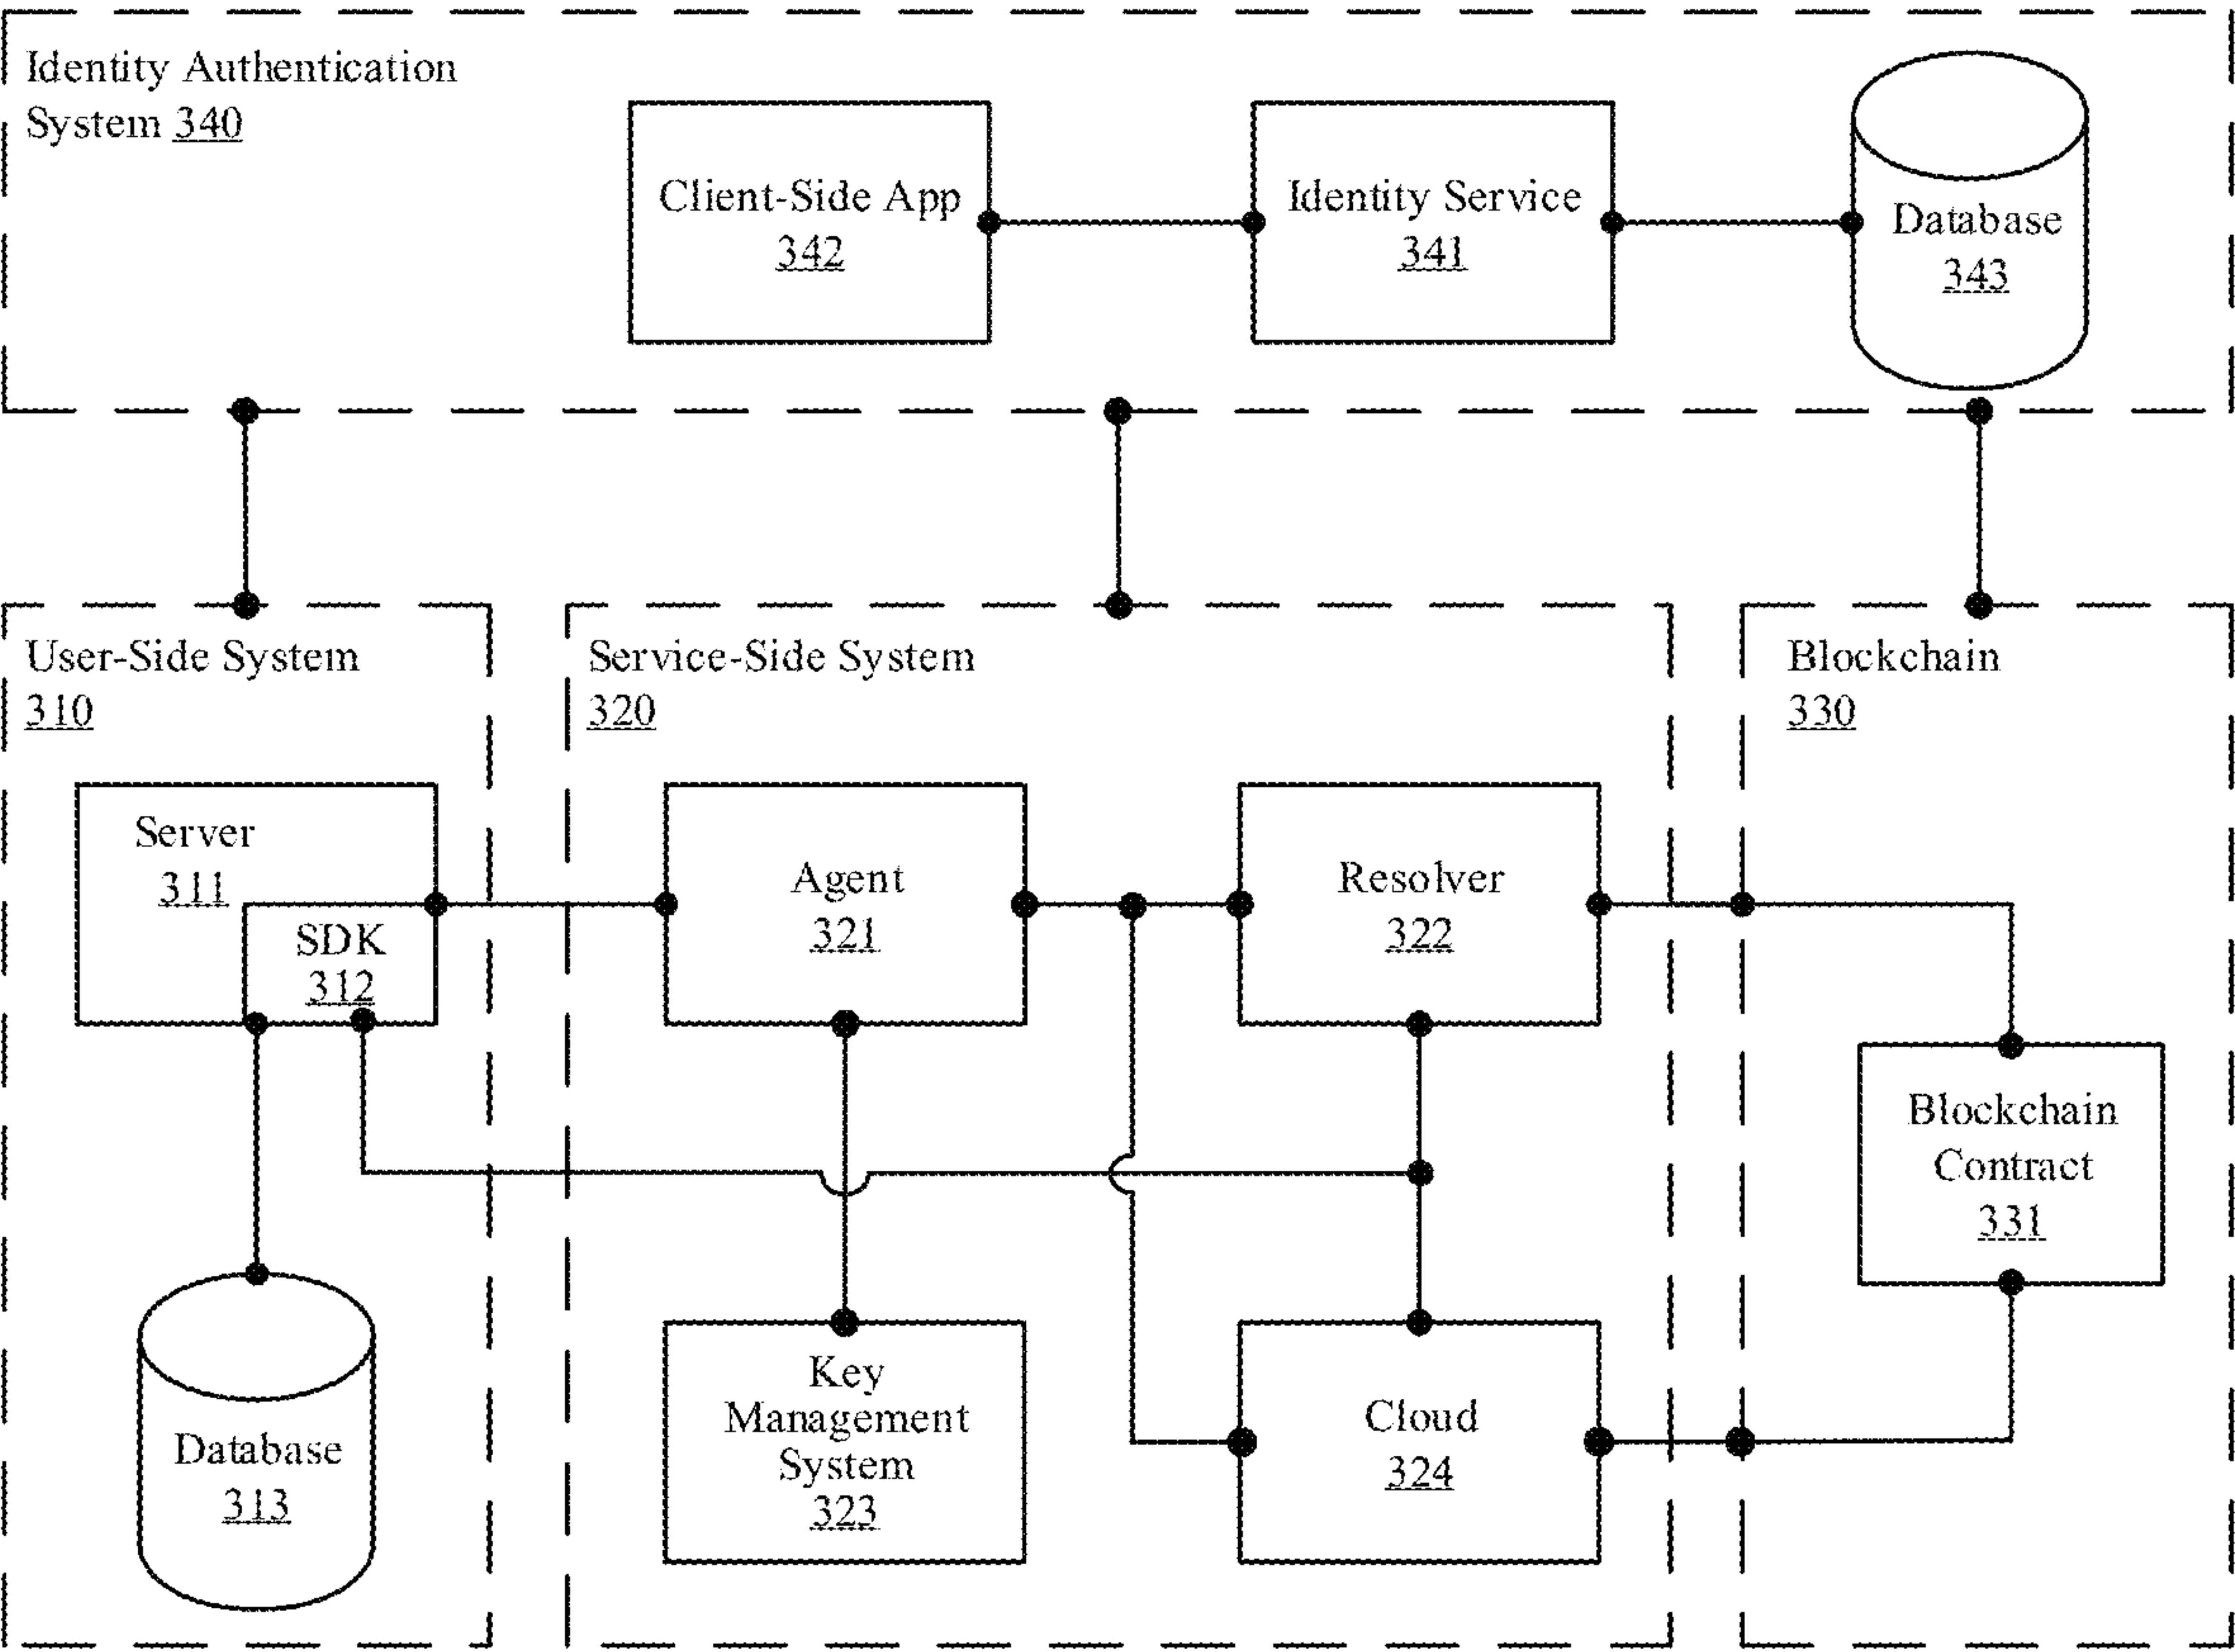 Identity Authentication
System 340
Client-Side App
342
Identity Service
341
Database
343
User-Side System
310
Server
311
SDK
312
Database
313
Service-Side System
320
Agent
321
Resolver
322
Key
Management
System
323
Cloud
324
Blockchain
330
Blockchain
Contract
331